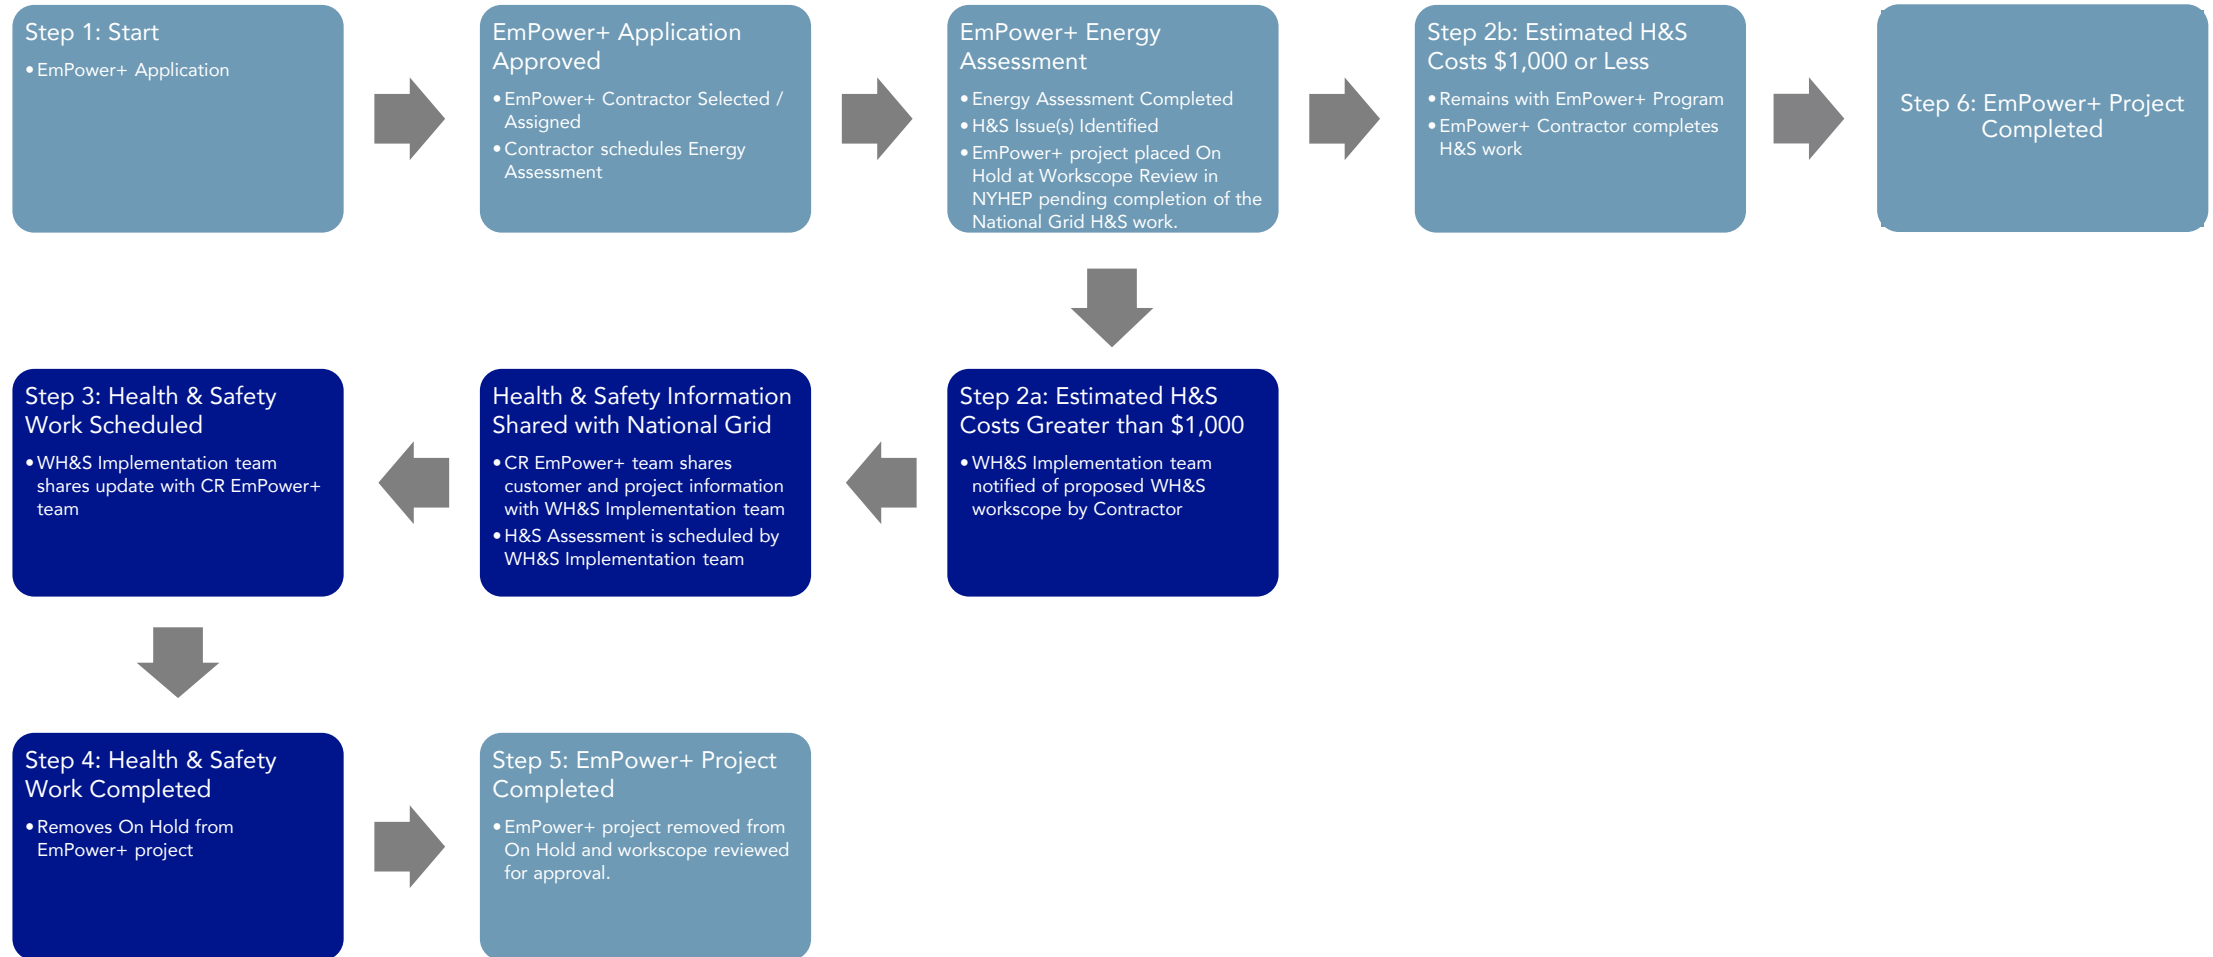 Step 1: Start
•EmPower+ Application
EmPower+ Application
Approved
•EmPower+ Contractor Selected /
Assigned
•Contractor schedules Energy
Assessment
EmPower+ Energy
Assessment
•Energy Assessment Completed
•H&S Issue(s) Identified
•EmPower+ project placed On
Hold at Workscope Review in
NYHEP pending completion of the
National Grid H&S work.
Step 2b: Estimated H&S
Costs $1,000 or Less
•Remains with EmPower+ Program
•EmPower+ Contractor completes
H&S work
Step 6: EmPower+ Project
Completed
Step 3: Health & Safety
Work Scheduled
•WH&S Implementation team
shares update with CR EmPower+
team
Health & Safety Information
Shared with National Grid
•CR EmPower+ team shares
customer and project information
with WH&S Implementation team
•H&S Assessment is scheduled by
WH&S Implementation team
Step 2a: Estimated H&S
Costs Greater than $1,000
•WH&S Implementation team
notified of proposed WH&S
workscope by Contractor
Step 4: Health & Safety
Work Completed
•Removes On Hold from
EmPower+ project
Step 5: EmPower+ Project
Completed
•EmPower+ project removed from
On Hold and workscope reviewed
for approval.